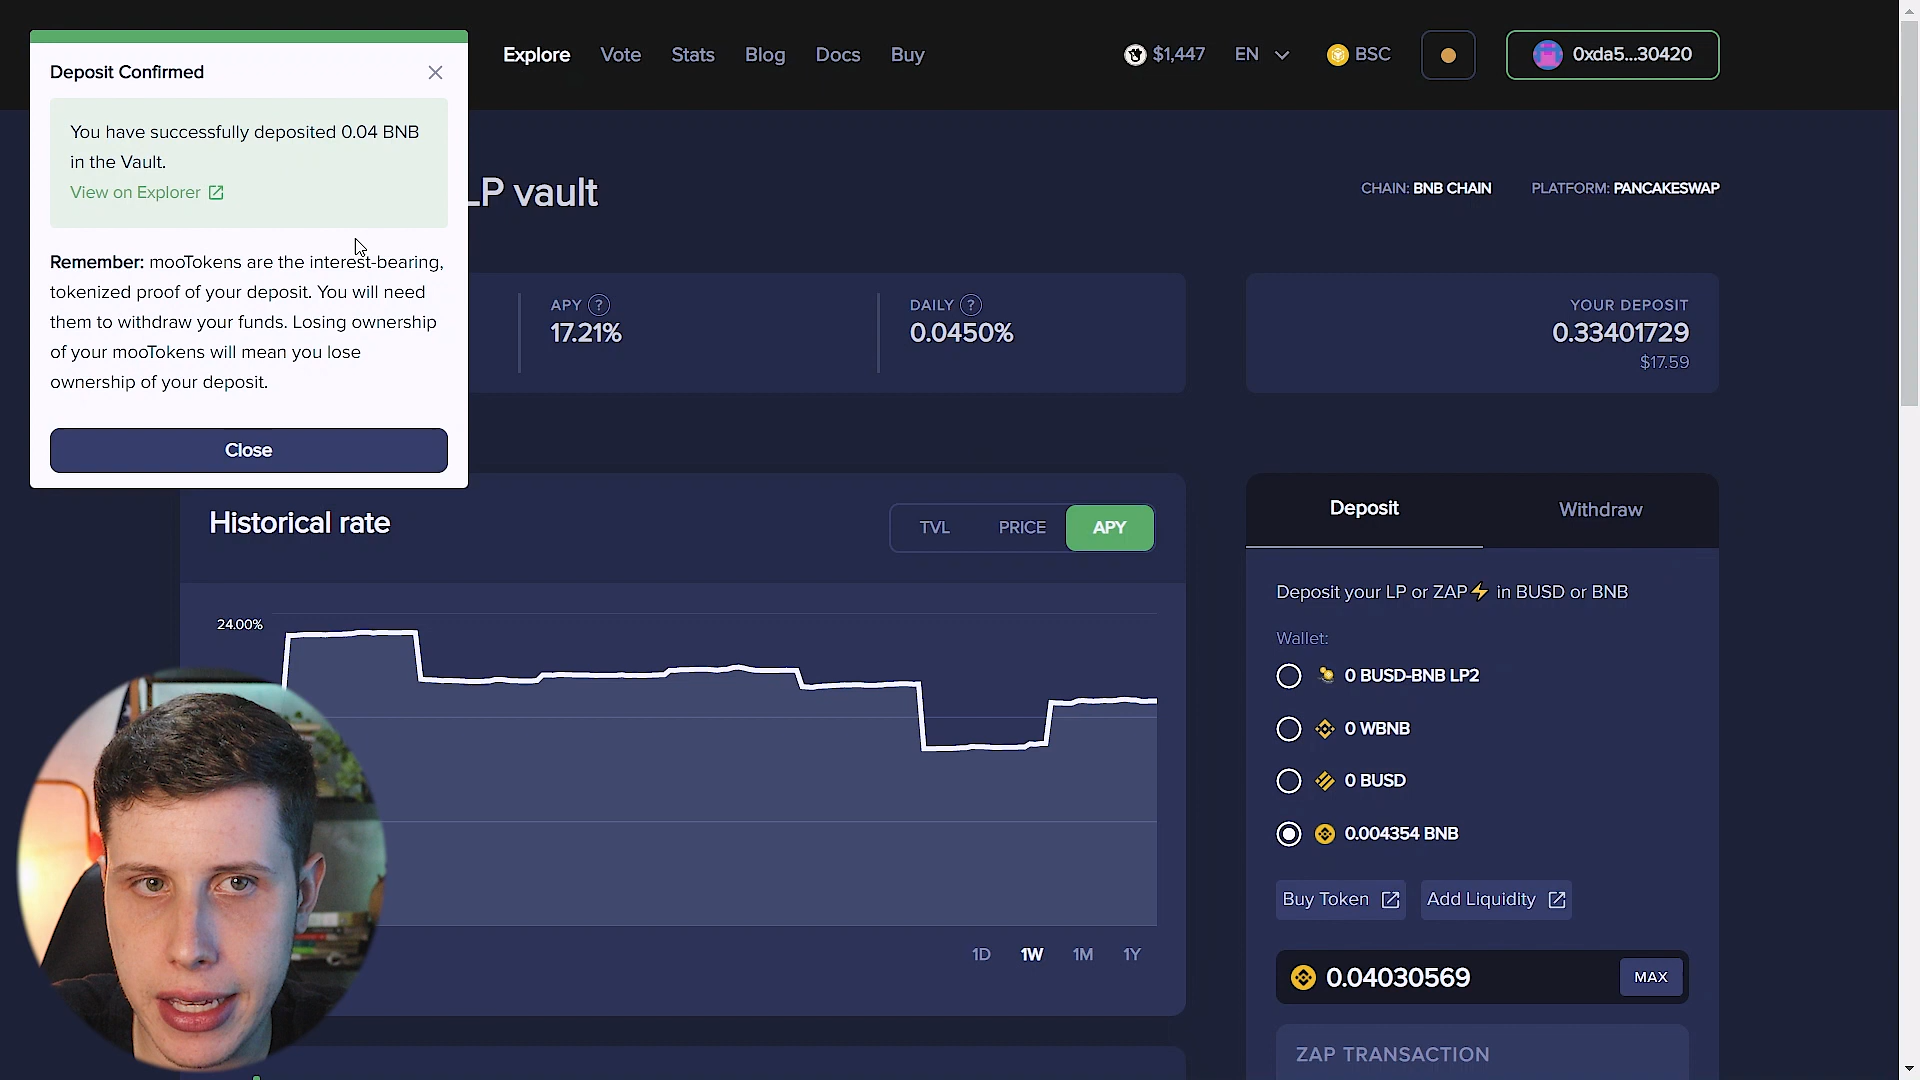 Deposit Confirmed
You have successfully deposited 0.04 BNB
in the Vault.
View on Explorer
Remember: mooTokens are the interest-bearing,
tokenized proof of your deposit. You will need
them to withdraw your funds. Losing ownership
of your mooTokens will mean you lose
ownership of your deposit.
Close
Explore Vote Stats Blog Docs Buy
$1,447 EN BSC 0xda5...30420
LP vault
CHAIN: BNB CHAIN PLATFORM: PANCAKESWAP
APY ?
17.21%
DAILY ?
0.0450%
YOUR DEPOSIT
0.33401729
$17.59
Historical rate
TVL PRICE APY
24.00%
1D 1W 1M 1Y
Deposit Withdraw
Deposit your LP or ZAP⚡ in BUSD or BNB
Wallet:
0 BUSD-BNB LP2
0 WBNB
0 BUSD
0.004354 BNB
Buy Token Add Liquidity
0.04030569 MAX
ZAP TRANSACTION